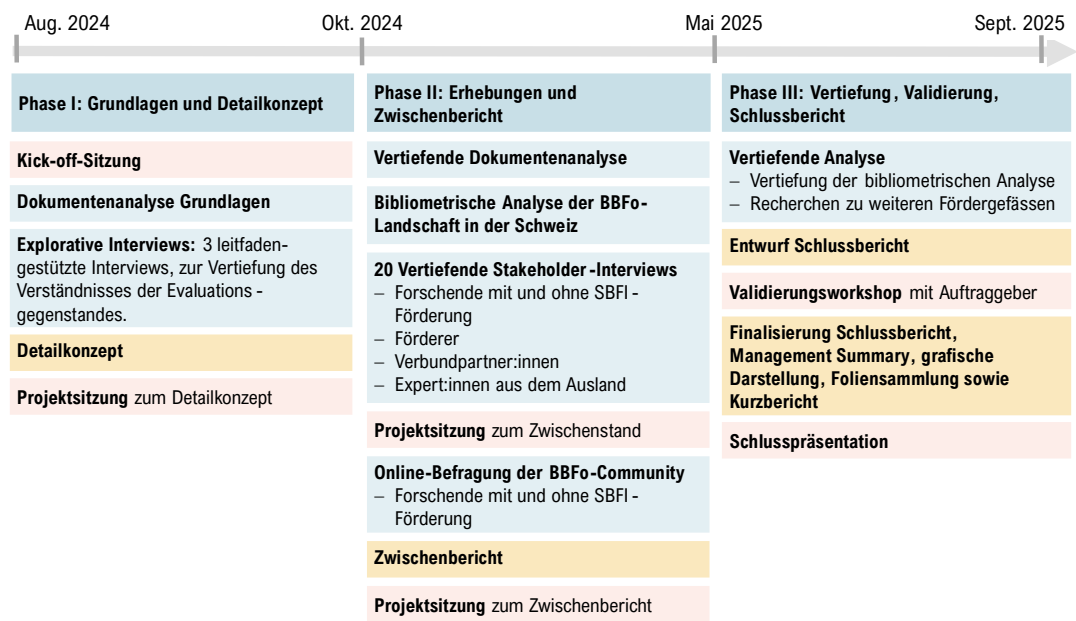 Aug. 2024
Okt. 2024
Mai 2025
Sept. 2025
Phase I: Grundlagen und Detailkonzept
Kick-off-Sitzung
Dokumentenanalyse Grundlagen
Explorative Interviews: 3 leitfaden-
gestützte Interviews, zur Vertiefung des
Verständnisses der Evaluations -
gegenstandes.
Detailkonzept
Projektsitzung zum Detailkonzept
Phase II: Erhebungen und
Zwischenbericht
Vertiefende Dokumentenanalyse
Bibliometrische Analyse der BBFo-
Landschaft in der Schweiz
20 Vertiefende Stakeholder -Interviews
– Forschende mit und ohne SBFI -
Förderung
– Förderer
– Verbundpartner:innen
– Expert:innen aus dem Ausland
Projektsitzung zum Zwischenstand
Online-Befragung der BBFo-Community
– Forschende mit und ohne SBFI -
Förderung
Zwischenbericht
Projektsitzung zum Zwischenbericht
Phase III: Vertiefung, Validierung,
Schlussbericht
Vertiefende Analyse
– Vertiefung der bibliometrischen Analyse
– Recherchen zu weiteren Fördergefässen
Entwurf Schlussbericht
Validierungsworkshop mit Auftraggeber
Finalisierung Schlussbericht,
Management Summary, grafische
Darstellung, Foliensammlung sowie
Kurzbericht
Schlusspräsentation